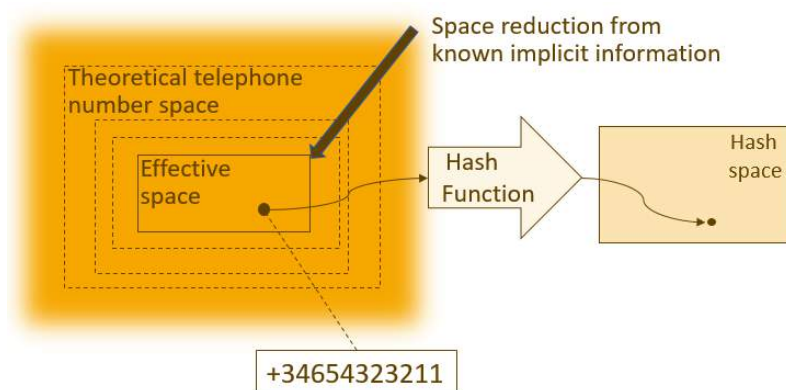 Space reduction from
known implicit information
Theoretical telephone
number space
Effective
space
Hash
Function
Hash
space
+34654323211